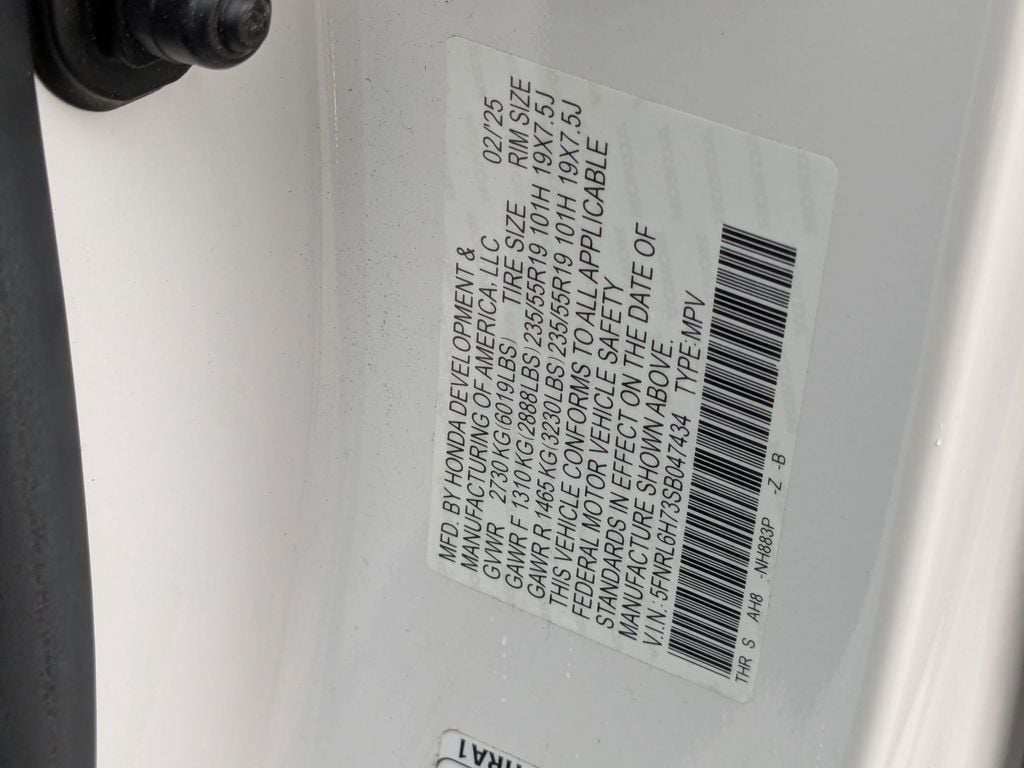 MFD. BY HONDA DEVELOPMENT &
MANUFACTURING OF AMERICA, LLC 02/'25
GVWR 2730 KG (6019LBS) TIRE SIZE RIM SIZE
GAWR F 1310 KG (2888LBS) 235/55R19 101H 19X7.5J
GAWR R 1465 KG(3230LBS) 235/55R19 101H 19X7.5J
THIS VEHICLE CONFORMS TO ALL APPLICABLE
FEDERAL MOTOR VEHICLE SAFETY
STANDARDS IN EFFECT ON THE DATE OF
MANUFACTURE SHOWN ABOVE.
V.I.N: 5FNRL6H73SB047434 TYPE:MPV
THR S AH8 -NH883P -Z -B
HONDA
HRA1